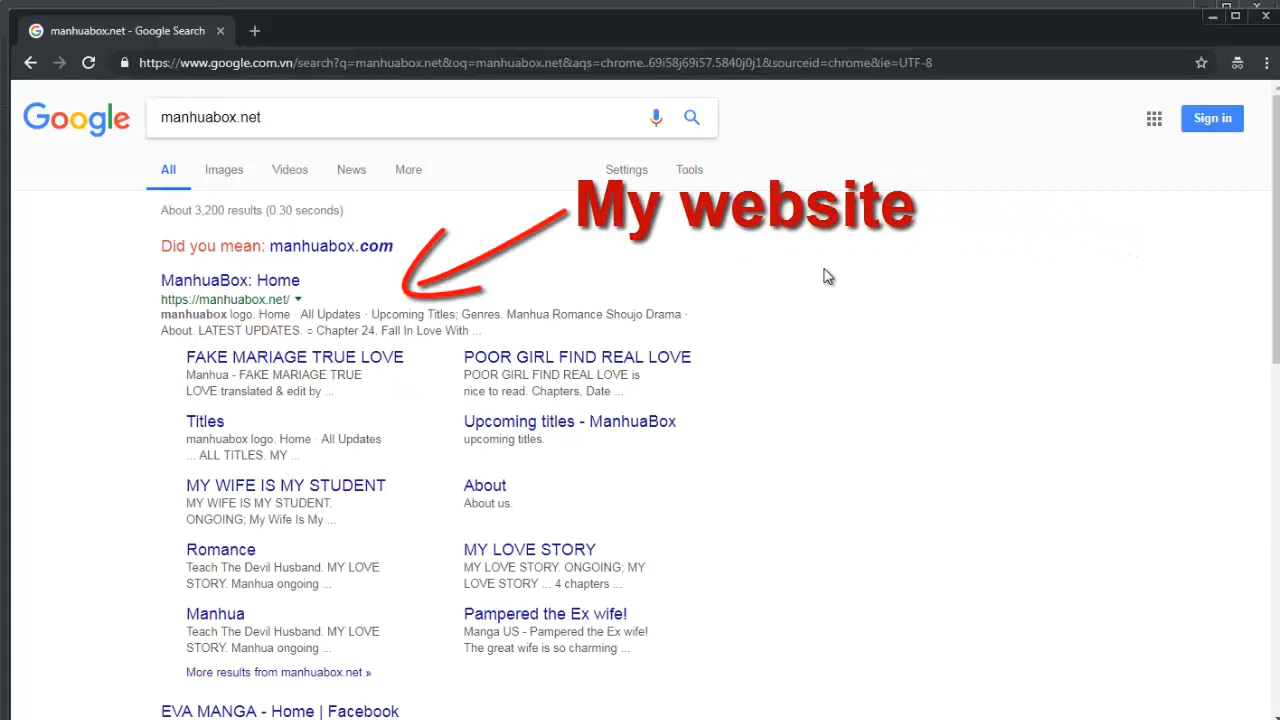 manhuabox.net - Google Search
https://www.google.com.vn/search?q=manhuabox.net&oq=manhuabox.net&aqs=chrome..69i58j69i57.5840j0j1&sourceid=chrome&ie=UTF-8
Google
manhuabox.net
Sign in
All Images Videos News More Settings Tools
My website
About 3,200 results (0.30 seconds)
Did you mean: manhuabox.com
ManhuaBox: Home
https://manhuabox.net/
manhuabox logo. Home · All Updates · Upcoming Titles; Genres. Manhua Romance Shoujo Drama ·
About. LATEST UPDATES. ○ Chapter 24. Fall In Love With ...
FAKE MARIAGE TRUE LOVE
Manhua - FAKE MARIAGE TRUE
LOVE translated & edit by ...
POOR GIRL FIND REAL LOVE
POOR GIRL FIND REAL LOVE is
nice to read. Chapters, Date ...
Titles
manhuabox logo. Home · All Updates
... ALL TITLES. MY ...
Upcoming titles - ManhuaBox
upcoming titles.
MY WIFE IS MY STUDENT
MY WIFE IS MY STUDENT.
ONGOING; My Wife Is My ...
About
About us.
Romance
Teach The Devil Husband. MY LOVE
STORY. Manhua ongoing ...
MY LOVE STORY
MY LOVE STORY. ONGOING; MY
LOVE STORY ... 4 chapters ...
Manhua
Teach The Devil Husband. MY LOVE
STORY. Manhua ongoing ...
Pampered the Ex wife!
Manga US - Pampered the Ex wife!
The great wife is so charming ...
More results from manhuabox.net »
EVA MANGA - Home | Facebook